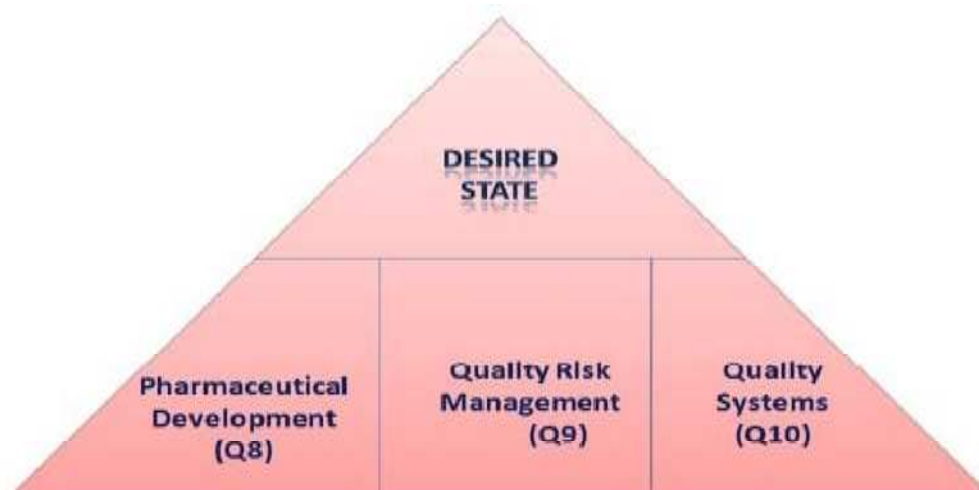 DESIRED
STATE
Pharmaceutical
Development
(Q8)
Quality Risk
Management
(Q9)
Quality
Systems
(Q10)